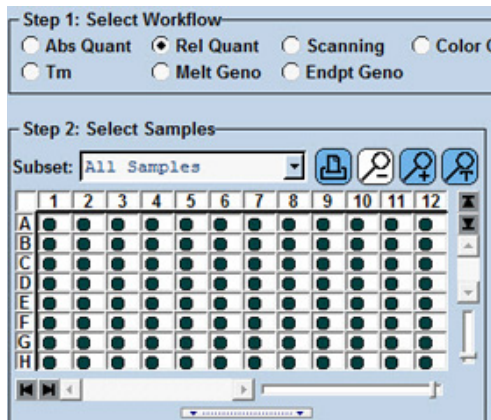 Step 1: Select Workflow
Abs Quant Rel Quant Scanning Color
Tm Melt Geno Endpt Geno
Step 2: Select Samples
Subset: All Samples
1 2 3 4 5 6 7 8 9 10 11 12
A
B
C
D
E
F
G
H